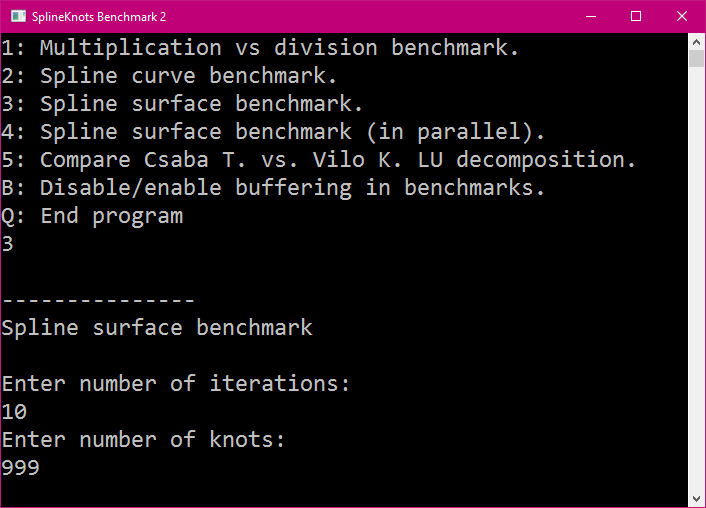 SplineKnots Benchmark 2
1: Multiplication vs division benchmark.
2: Spline curve benchmark.
3: Spline surface benchmark.
4: Spline surface benchmark (in parallel).
5: Compare Csaba T. vs. Vilo K. LU decomposition.
B: Disable/enable buffering in benchmarks.
Q: End program
3
---------------
Spline surface benchmark
Enter number of iterations:
10
Enter number of knots:
999